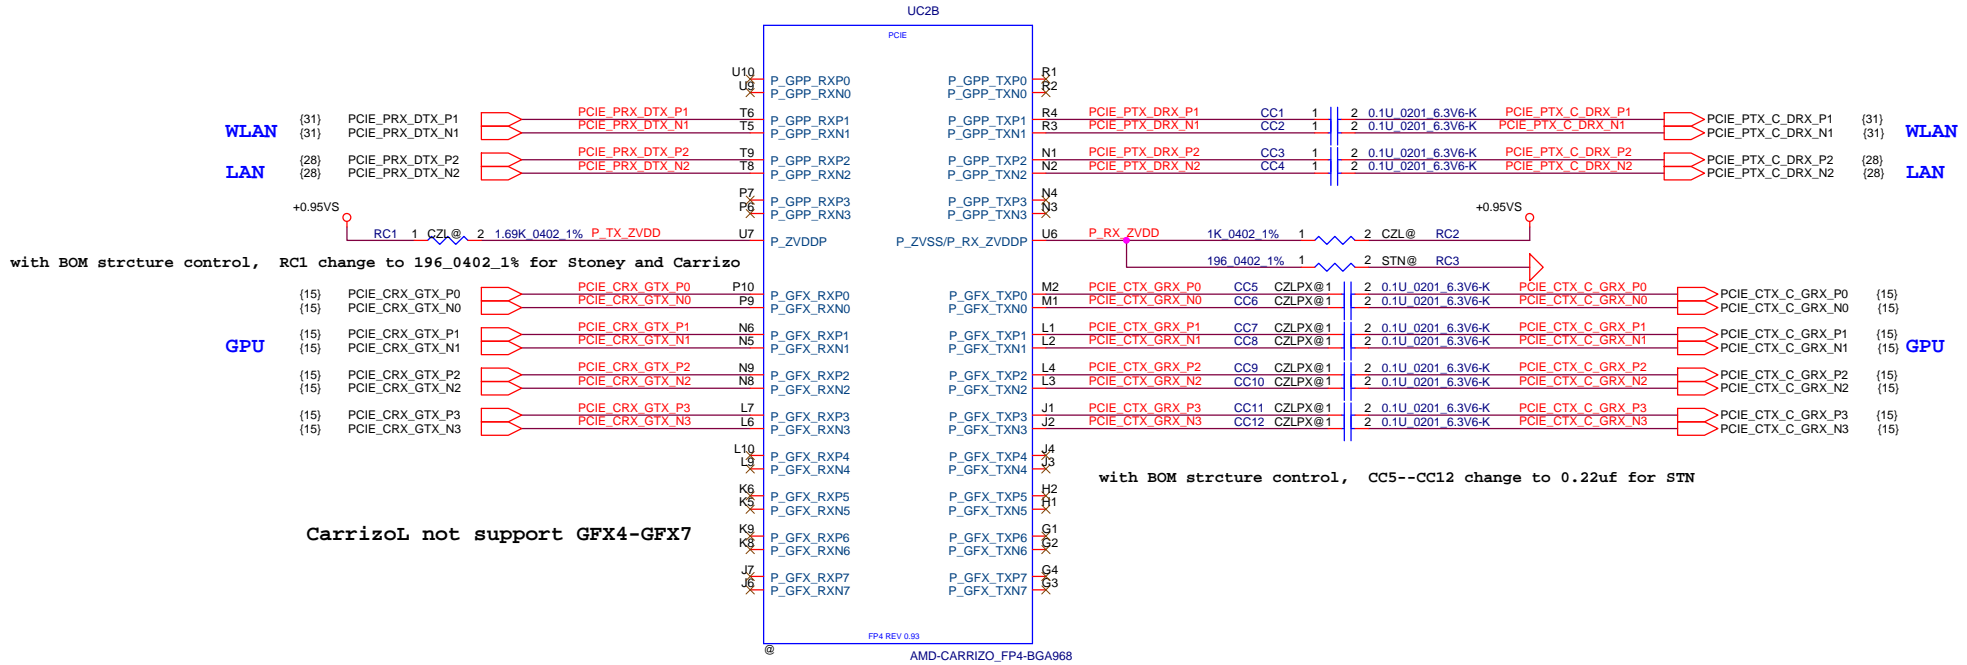 UC2B
PCIE
U10 P_GPP_RXP0 P_GPP_TXP0 R1
U9 P_GPP_RXN0 P_GPP_TXN0 R2
{31} PCIE_PRX_DTX_P1 PCIE_PRX_DTX_P1 T6 P_GPP_RXP1 P_GPP_TXP1 R4 PCIE_PTX_DRX_P1 CC1 1 2 0.1U_0201_6.3V6-K PCIE_PTX_C_DRX_P1 PCIE_PTX_C_DRX_P1 {31}
WLAN {31} PCIE_PRX_DTX_N1 PCIE_PRX_DTX_N1 T5 P_GPP_RXN1 P_GPP_TXN1 R3 PCIE_PTX_DRX_N1 CC2 1 2 0.1U_0201_6.3V6-K PCIE_PTX_C_DRX_N1 PCIE_PTX_C_DRX_N1 {31} WLAN
{28} PCIE_PRX_DTX_P2 PCIE_PRX_DTX_P2 T9 P_GPP_RXP2 P_GPP_TXP2 N1 PCIE_PTX_DRX_P2 CC3 1 2 0.1U_0201_6.3V6-K PCIE_PTX_C_DRX_P2 PCIE_PTX_C_DRX_P2 {28}
LAN {28} PCIE_PRX_DTX_N2 PCIE_PRX_DTX_N2 T8 P_GPP_RXN2 P_GPP_TXN2 N2 PCIE_PTX_DRX_N2 CC4 1 2 0.1U_0201_6.3V6-K PCIE_PTX_C_DRX_N2 PCIE_PTX_C_DRX_N2 {28} LAN
P7 P_GPP_RXP3 P_GPP_TXP3 N4
P6 P_GPP_RXN3 P_GPP_TXN3 N3
+0.95VS +0.95VS
RC1 1 CZL@ 2 1.69K_0402_1% P_TX_ZVDD U7 P_ZVDDP P_ZVSS/P_RX_ZVDDP U6 P_RX_ZVDD 1K_0402_1% 1 2 CZL@ RC2
with BOM strcture control, RC1 change to 196_0402_1% for Stoney and Carrizo
196_0402_1% 1 2 STN@ RC3
{15} PCIE_CRX_GTX_P0 PCIE_CRX_GTX_P0 P10 P_GFX_RXP0 P_GFX_TXP0 M2 PCIE_CTX_GRX_P0 CC5 CZLPX@1 2 0.1U_0201_6.3V6-K PCIE_CTX_C_GRX_P0 PCIE_CTX_C_GRX_P0 {15}
{15} PCIE_CRX_GTX_N0 PCIE_CRX_GTX_N0 P9 P_GFX_RXN0 P_GFX_TXN0 M1 PCIE_CTX_GRX_N0 CC6 CZLPX@1 2 0.1U_0201_6.3V6-K PCIE_CTX_C_GRX_N0 PCIE_CTX_C_GRX_N0 {15}
{15} PCIE_CRX_GTX_P1 PCIE_CRX_GTX_P1 N6 P_GFX_RXP1 P_GFX_TXP1 L1 PCIE_CTX_GRX_P1 CC7 CZLPX@1 2 0.1U_0201_6.3V6-K PCIE_CTX_C_GRX_P1 PCIE_CTX_C_GRX_P1 {15}
GPU {15} PCIE_CRX_GTX_N1 PCIE_CRX_GTX_N1 N5 P_GFX_RXN1 P_GFX_TXN1 L2 PCIE_CTX_GRX_N1 CC8 CZLPX@1 2 0.1U_0201_6.3V6-K PCIE_CTX_C_GRX_N1 PCIE_CTX_C_GRX_N1 {15} GPU
{15} PCIE_CRX_GTX_P2 PCIE_CRX_GTX_P2 N9 P_GFX_RXP2 P_GFX_TXP2 L4 PCIE_CTX_GRX_P2 CC9 CZLPX@1 2 0.1U_0201_6.3V6-K PCIE_CTX_C_GRX_P2 PCIE_CTX_C_GRX_P2 {15}
{15} PCIE_CRX_GTX_N2 PCIE_CRX_GTX_N2 N8 P_GFX_RXN2 P_GFX_TXN2 L3 PCIE_CTX_GRX_N2 CC10 CZLPX@1 2 0.1U_0201_6.3V6-K PCIE_CTX_C_GRX_N2 PCIE_CTX_C_GRX_N2 {15}
{15} PCIE_CRX_GTX_P3 PCIE_CRX_GTX_P3 L7 P_GFX_RXP3 P_GFX_TXP3 J1 PCIE_CTX_GRX_P3 CC11 CZLPX@1 2 0.1U_0201_6.3V6-K PCIE_CTX_C_GRX_P3 PCIE_CTX_C_GRX_P3 {15}
{15} PCIE_CRX_GTX_N3 PCIE_CRX_GTX_N3 L6 P_GFX_RXN3 P_GFX_TXN3 J2 PCIE_CTX_GRX_N3 CC12 CZLPX@1 2 0.1U_0201_6.3V6-K PCIE_CTX_C_GRX_N3 PCIE_CTX_C_GRX_N3 {15}
L10 P_GFX_RXP4 P_GFX_TXP4 J4
L9 P_GFX_RXN4 P_GFX_TXN4 J3
with BOM strcture control, CC5--CC12 change to 0.22uf for STN
K6 P_GFX_RXP5 P_GFX_TXP5 H2
K5 P_GFX_RXN5 P_GFX_TXN5 H1
CarrizoL not support GFX4-GFX7
K9 P_GFX_RXP6 P_GFX_TXP6 G1
K8 P_GFX_RXN6 P_GFX_TXN6 G2
J7 P_GFX_RXP7 P_GFX_TXP7 G4
J6 P_GFX_RXN7 P_GFX_TXN7 G3
FP4 REV 0.93
@
AMD-CARRIZO_FP4-BGA968